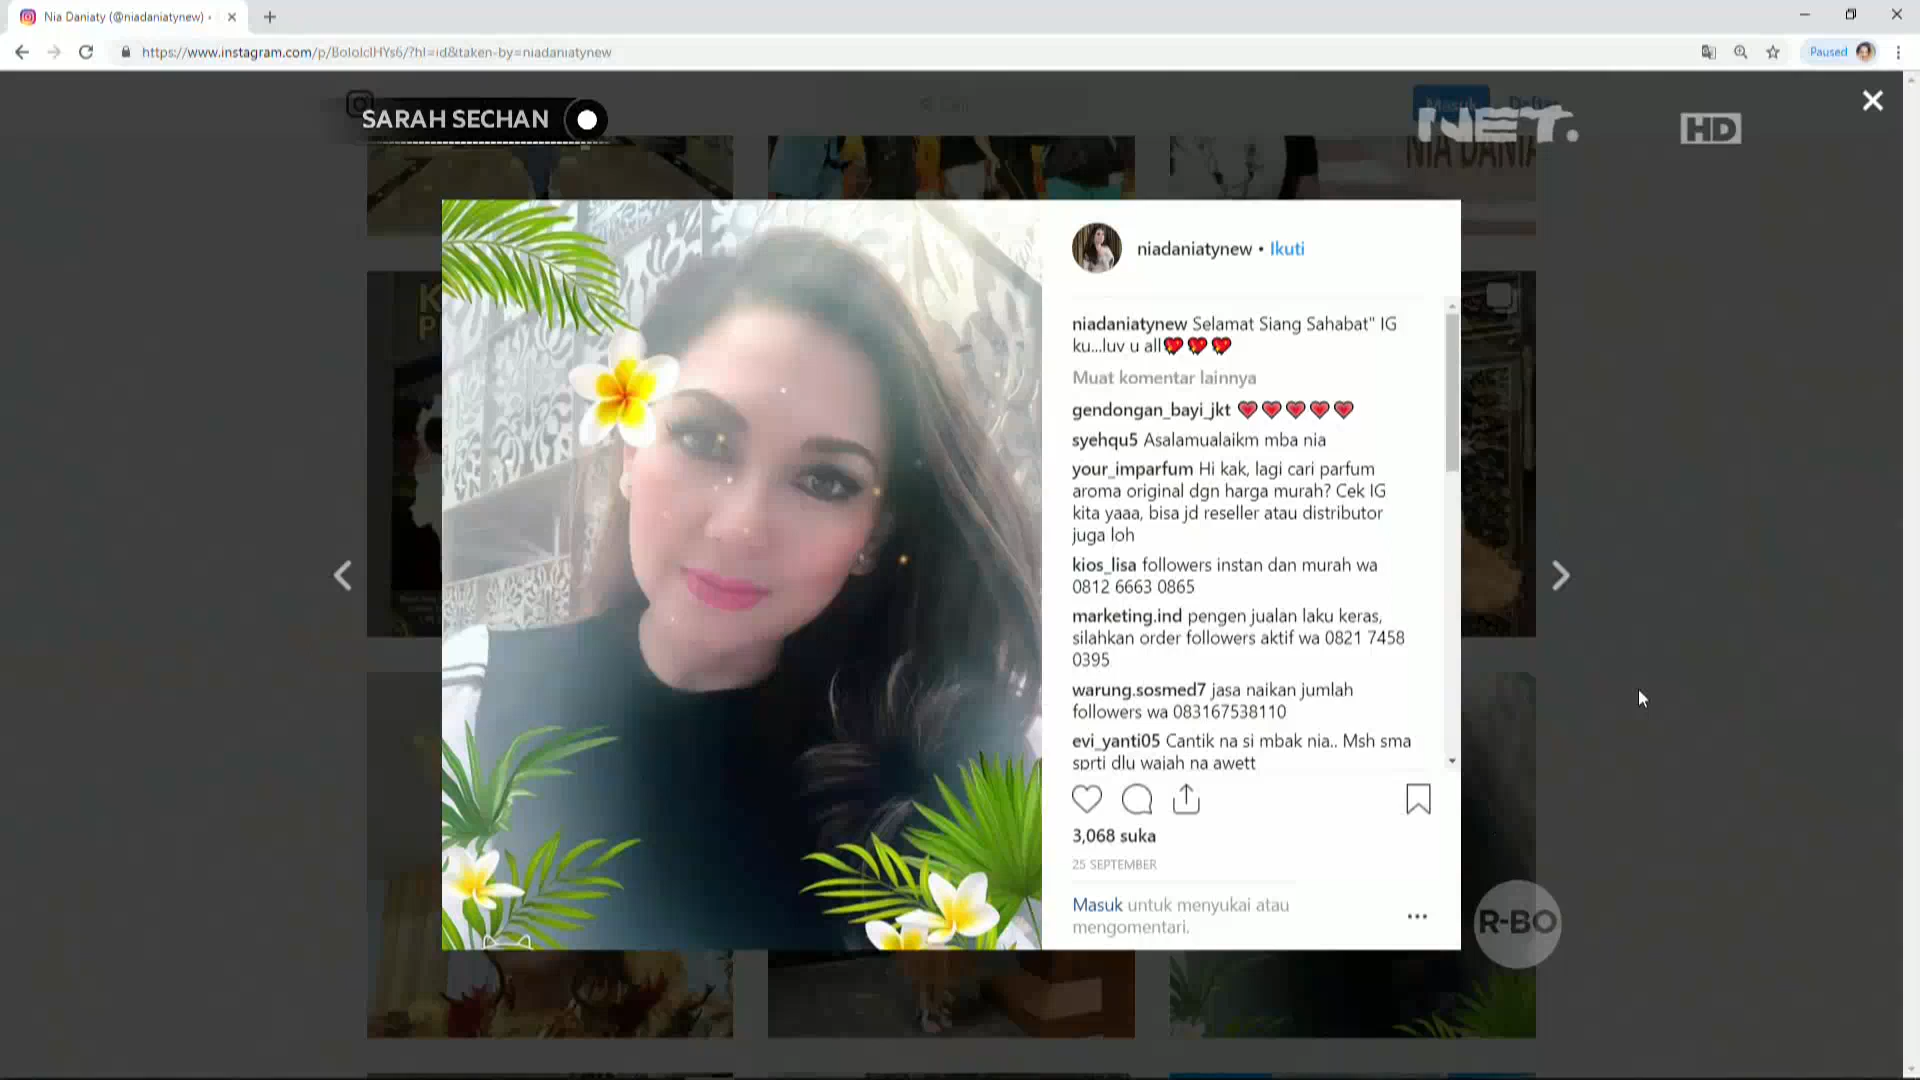 Nia Daniaty (@niadaniatynew) •
https://www.instagram.com/p/BoIolclHYs6/?hl=id&taken-by=niadaniatynew
Paused
SARAH SECHAN
NET.
HD
NIA DANIA
niadaniatynew • Ikuti
niadaniatynew Selamat Siang Sahabat" IG
ku...luv u all💖💖💖
Muat komentar lainnya
gendongan_bayi_jkt 💗💗💗💗💗
syehqu5 Asalamualaikm mba nia
your_imparfum Hi kak, lagi cari parfum
aroma original dgn harga murah? Cek IG
kita yaaa, bisa jd reseller atau distributor
juga loh
kios_lisa followers instan dan murah wa
0812 6663 0865
marketing.ind pengen jualan laku keras,
silahkan order followers aktif wa 0821 7458
0395
warung.sosmed7 jasa naikan jumlah
followers wa 083167538110
evi_yanti05 Cantik na si mbak nia.. Msh sma
sprti dlu wajah na awett
3,068 suka
25 SEPTEMBER
Masuk untuk menyukai atau
mengomentari.
R-BO